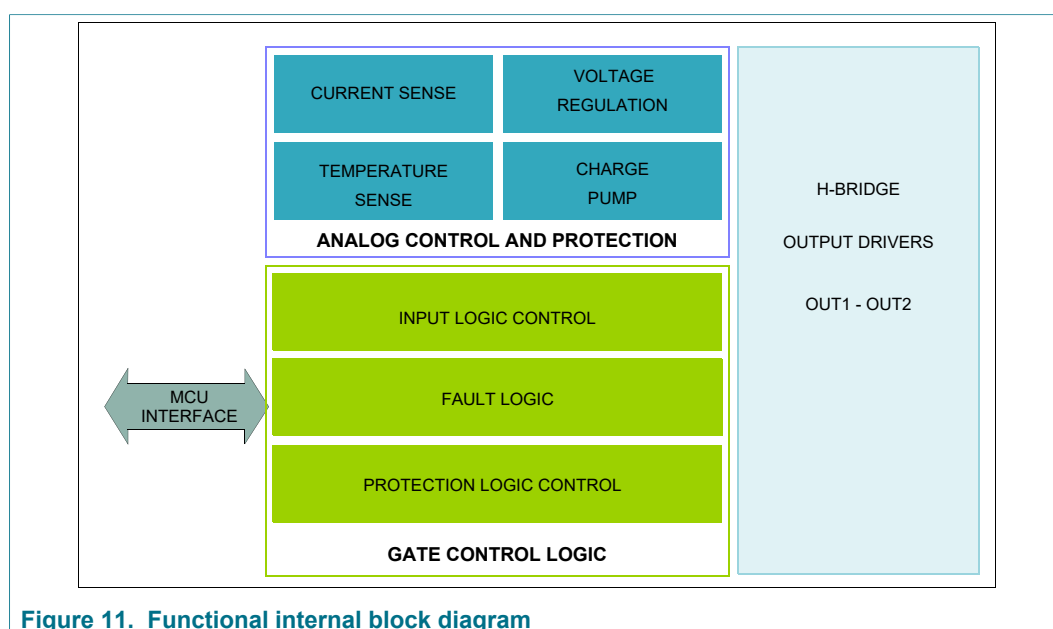 CURRENT SENSE
VOLTAGE
REGULATION
TEMPERATURE
SENSE
CHARGE
PUMP
ANALOG CONTROL AND PROTECTION
INPUT LOGIC CONTROL
FAULT LOGIC
PROTECTION LOGIC CONTROL
GATE CONTROL LOGIC
MCU
INTERFACE
H-BRIDGE
OUTPUT DRIVERS
OUT1 - OUT2
Figure 11. Functional internal block diagram